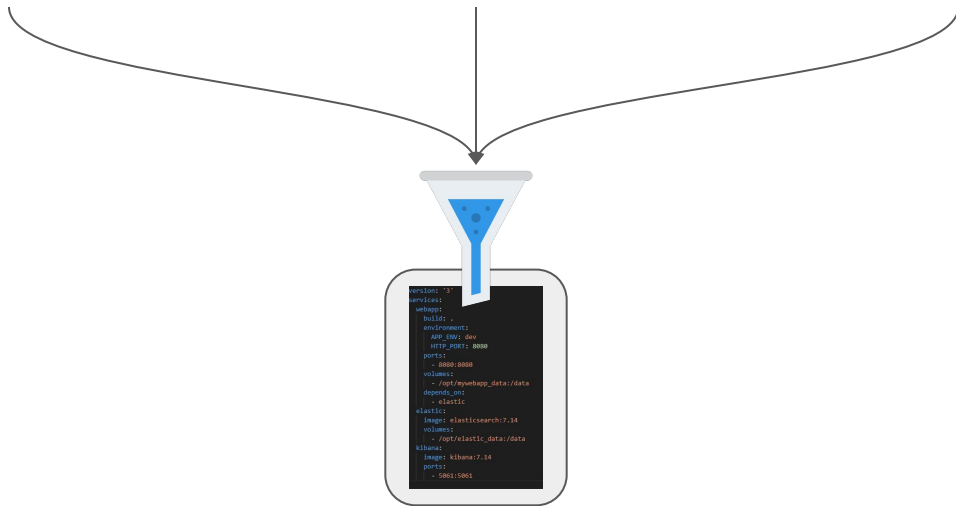 version: '3'
services:
  webapp:
    build: .
    environment:
      APP_ENV: dev
      HTTP_PORT: 8080
    ports:
      - 8080:8080
    volumes:
      - /opt/mywebapp_data:/data
    depends_on:
      - elastic
  elastic:
    image: elasticsearch:7.14
    volumes:
      - /opt/elastic_data:/data
  kibana:
    image: kibana:7.14
    ports:
      - 5061:5061